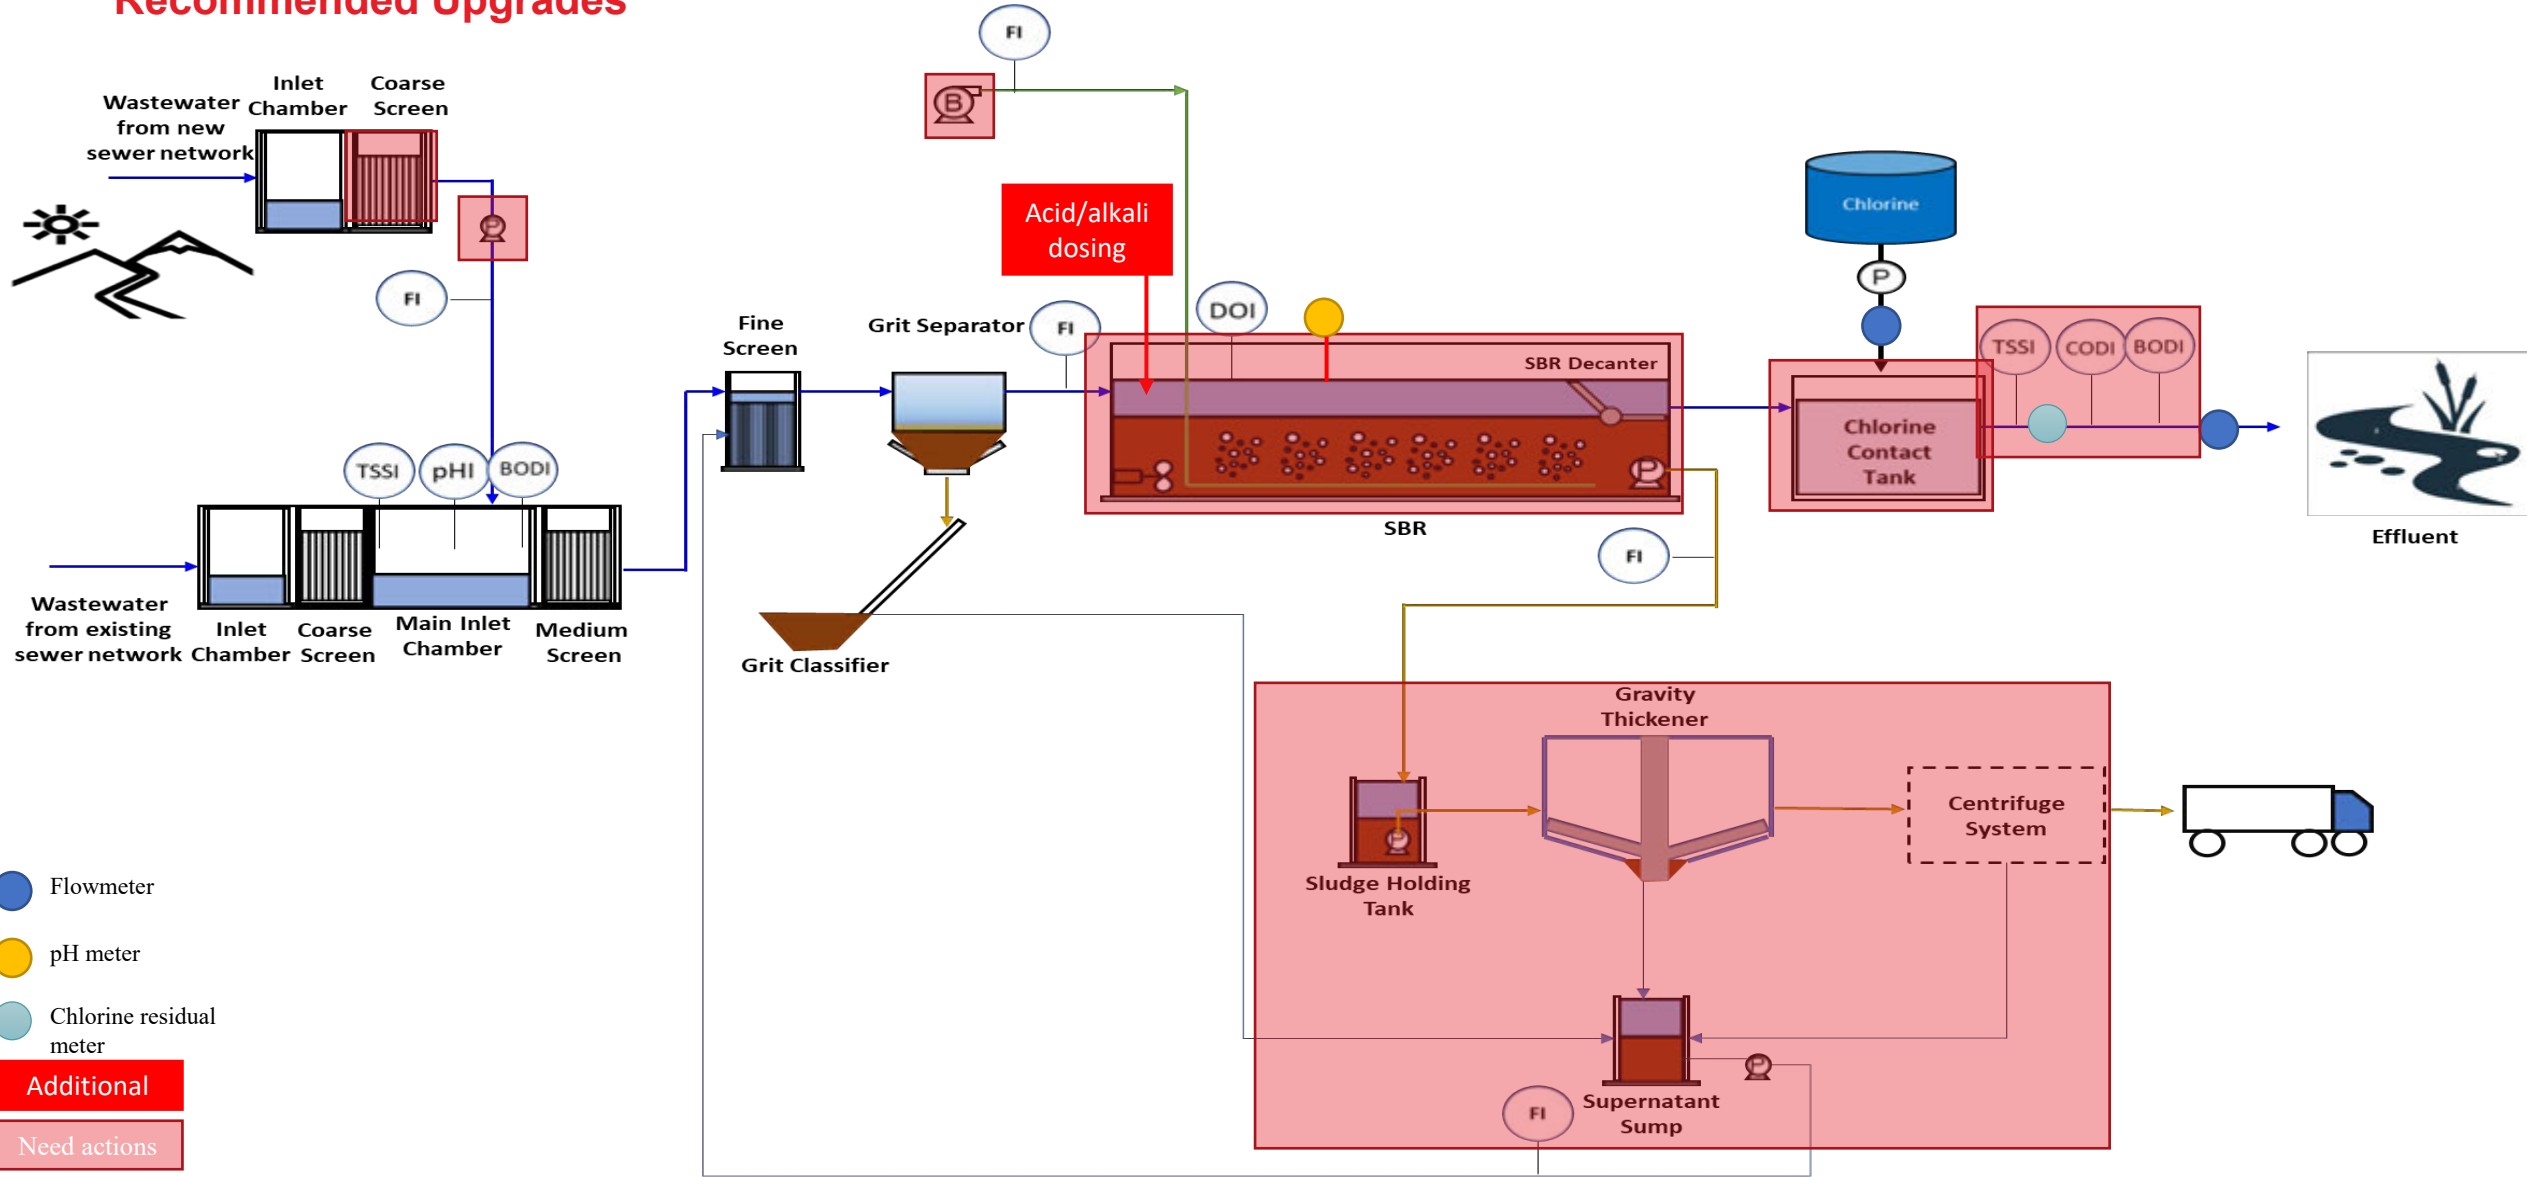 Recommended Upgrades
FI
Inlet
Chamber
Coarse
Screen
Wastewater
from new
sewer network
B
P
FI
Acid/alkali
dosing
Chlorine
P
Fine
Screen
Grit Separator
FI
DOI
SBR Decanter
TSSI
CODI
BODI
Chlorine
Contact
Tank
P
SBR
FI
Effluent
TSSI
pHI
BODI
Wastewater
from existing
sewer network
Inlet
Chamber
Coarse
Screen
Main Inlet
Chamber
Medium
Screen
Grit Classifier
Gravity
Thickener
Centrifuge
System
P
Sludge Holding
Tank
P
Supernatant
Sump
FI
Flowmeter
pH meter
Chlorine residual
meter
Additional
Need actions